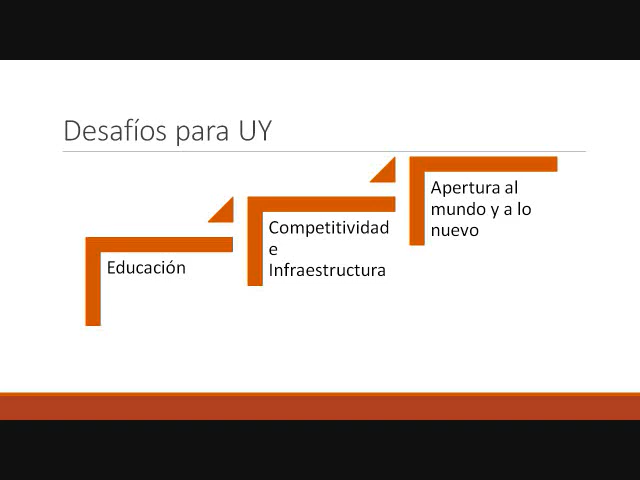 Desafíos para UY
Educación
Competitividad
e
Infraestructura
Apertura al
mundo y a lo
nuevo